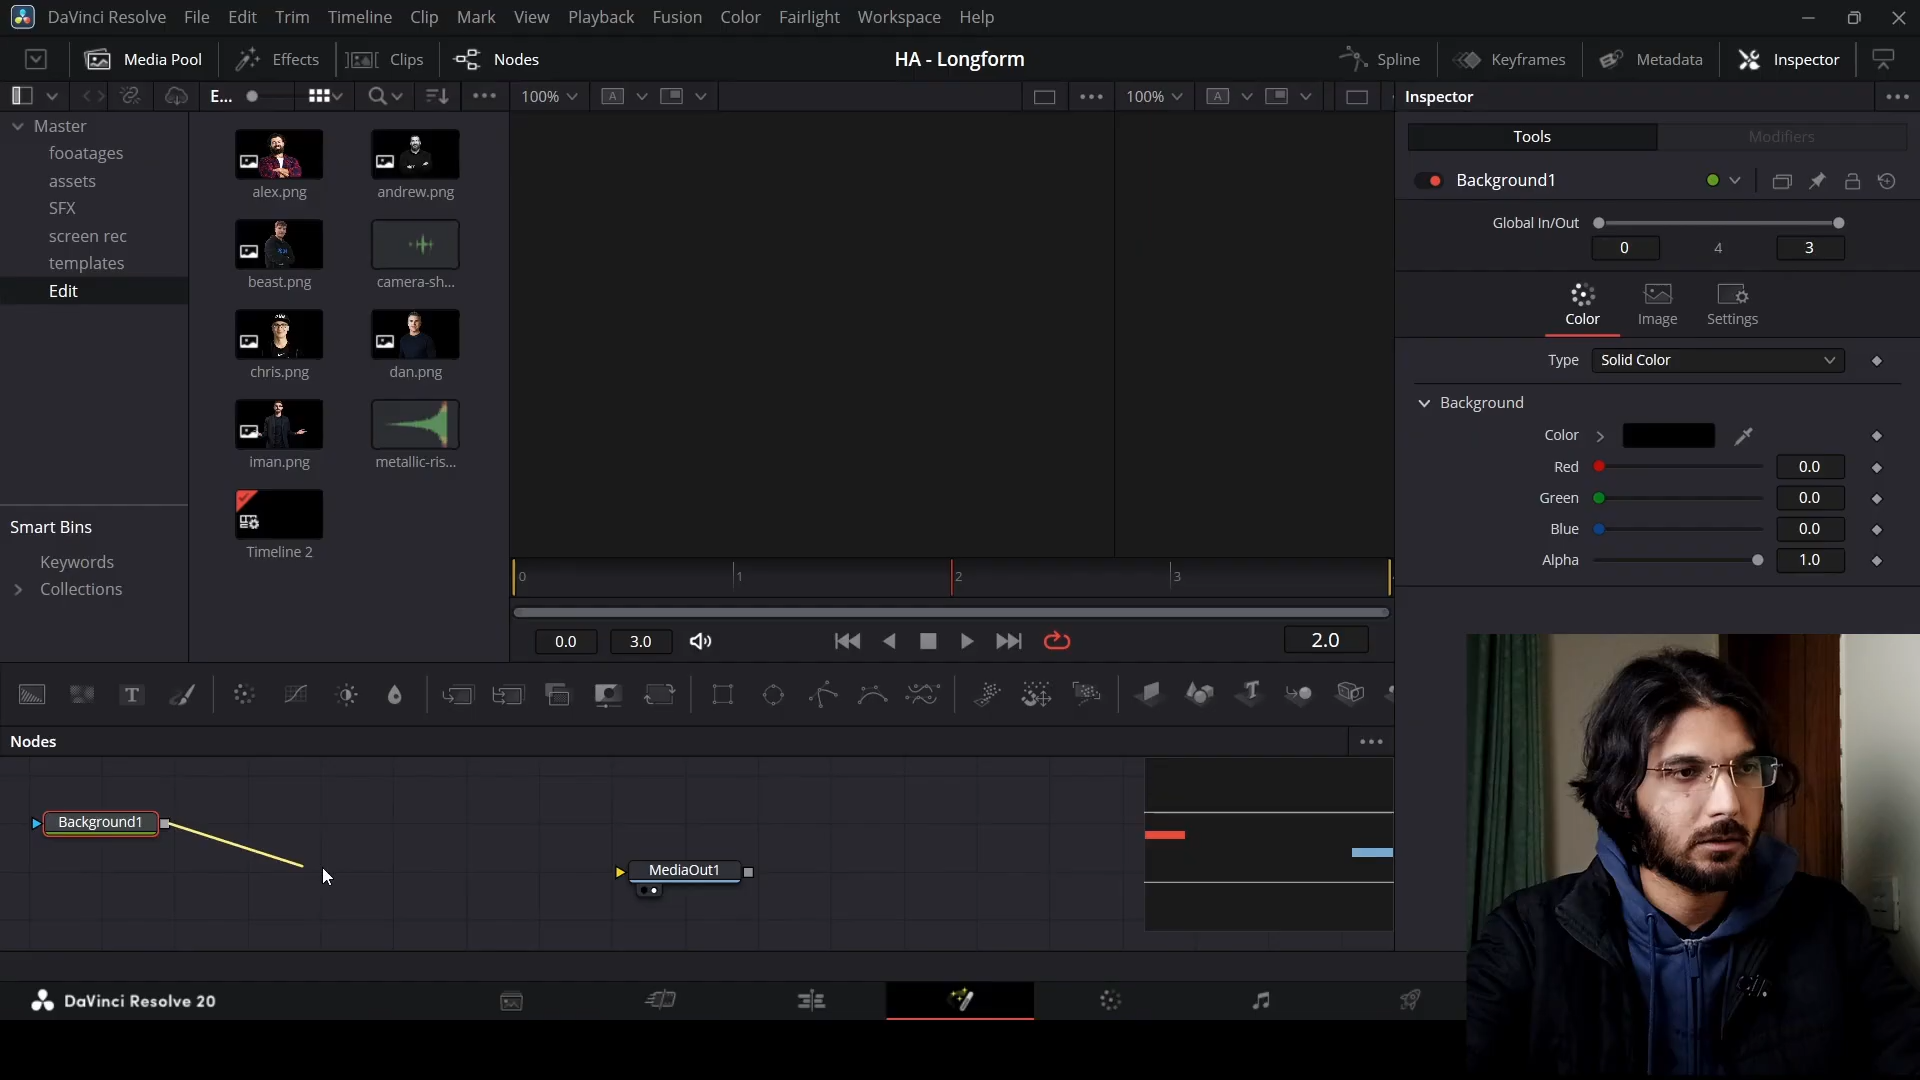 DaVinci Resolve File Edit Trim Timeline Clip Mark View Playback Fusion Color Fairlight Workspace Help
Media Pool Effects Clips Nodes HA - Longform Spline Keyframes Metadata Inspector
E... 100% A 100% A Inspector
Master
fooatages
assets
SFX
screen rec
templates
Edit
alex.png andrew.png
beast.png camera-sh...
chris.png dan.png
iman.png metallic-ris...
Timeline 2
Smart Bins
Keywords
Collections
0 1 2 3
0.0 3.0 2.0
Tools Modifiers
Background1
Global In/Out
0 4 3
Color Image Settings
Type Solid Color
Background
Color
Red 0.0
Green 0.0
Blue 0.0
Alpha 1.0
T T
Nodes
Background1
MediaOut1
DaVinci Resolve 20